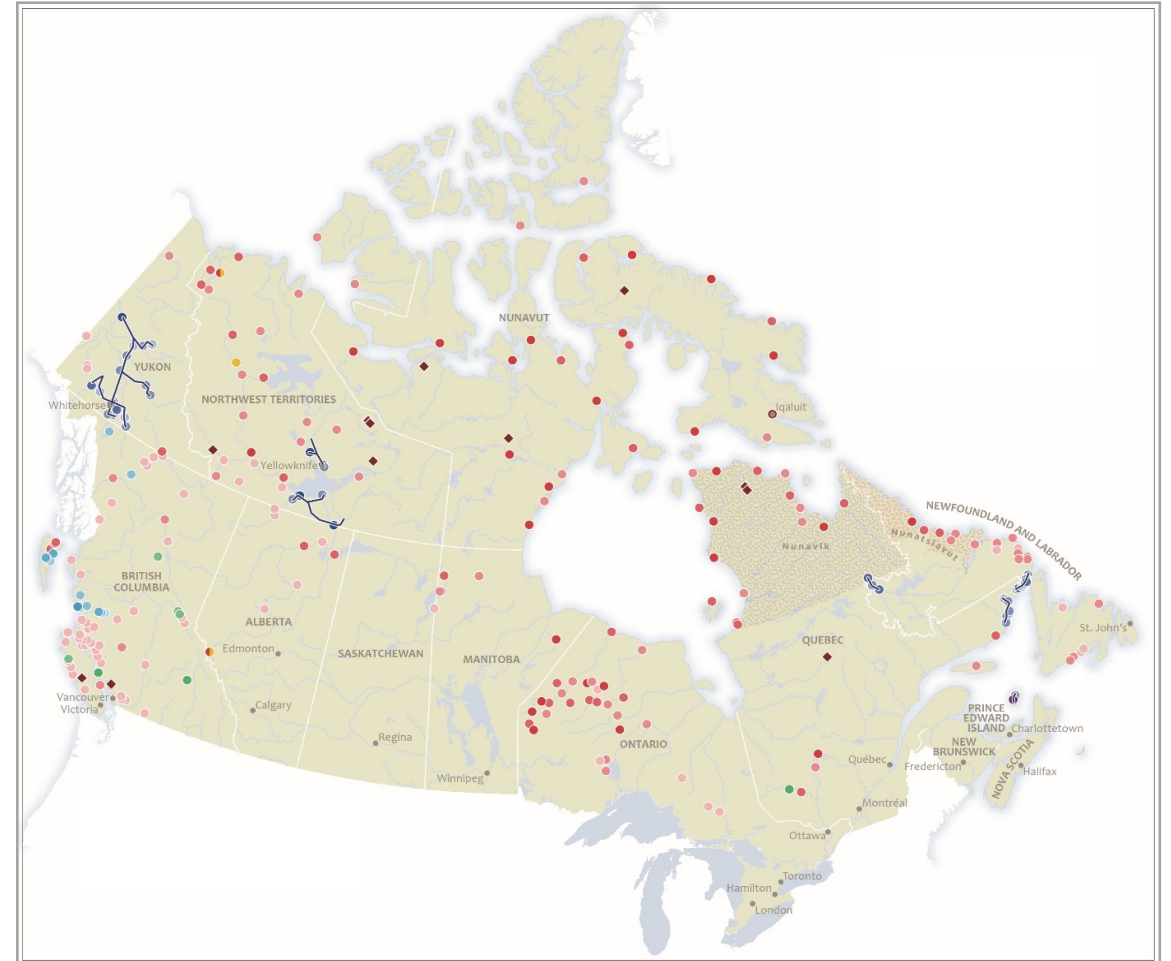 NUNAVUT
YUKON
NORTHWEST TERRITORIES
Whitehorse
Iqaluit
Yellowknife
NEWFOUNDLAND AND LABRADOR
Nunatsiavut
Nunavik
BRITISH
COLUMBIA
ALBERTA
St. John's
QUEBEC
Edmonton
SASKATCHEWAN
MANITOBA
Vancouver
Victoria
Calgary
PRINCE
EDWARD
ISLAND
Charlottetown
Regina
ONTARIO
NEW
BRUNSWICK
Québec
Fredericton
NOVA SCOTIA
Halifax
Winnipeg
Montréal
Ottawa
Toronto
Hamilton
London